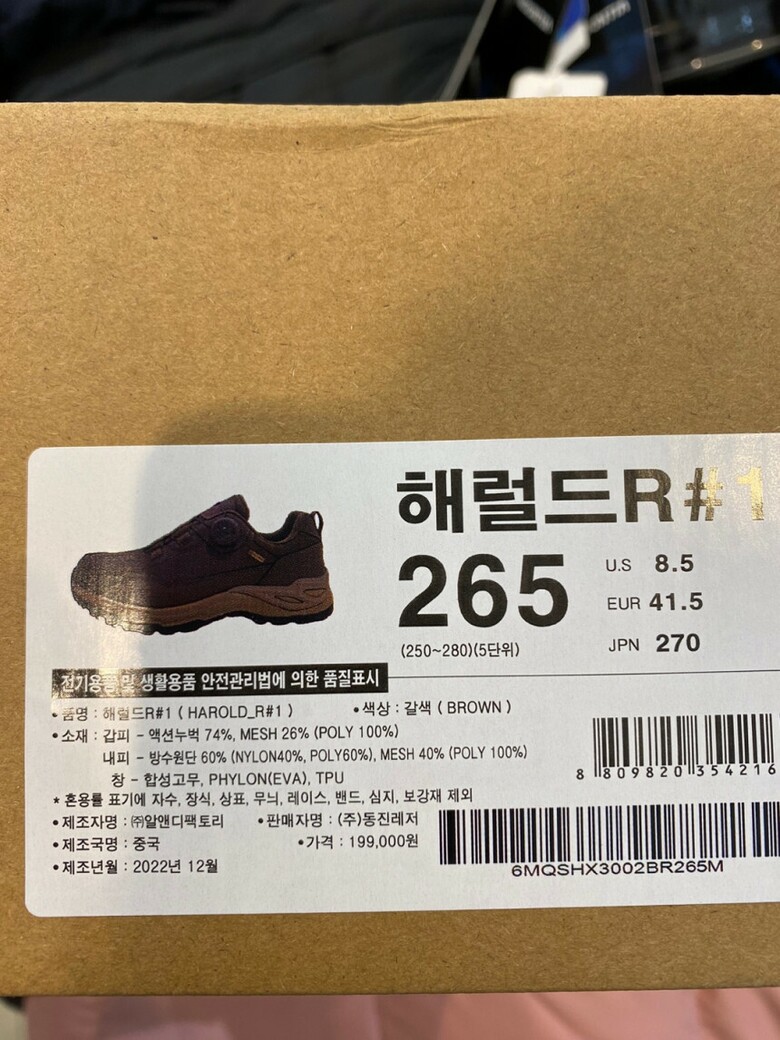 해럴드R#1
265
U.S 8.5
EUR 41.5
JPN 270
(250~280)(5단위)
전기용품 및 생활용품 안전관리법에 의한 품질표시
• 품명 : 해럴드R#1 ( HAROLD_R#1 ) • 색상 : 갈색 ( BROWN )
• 소재 : 갑피 - 액션누벅 74%, MESH 26% (POLY 100%)
내피 - 방수원단 60% (NYLON40%, POLY60%), MESH 40% (POLY 100%)
창 - 합성고무, PHYLON(EVA), TPU
* 혼용률 표기에 자수, 장식, 상표, 무늬, 레이스, 밴드, 심지, 보강재 제외
• 제조자명 : ㈜알앤디팩토리 • 판매자명 : (주)동진레저
• 제조국명 : 중국 • 가격 : 199,000원
• 제조년월 : 2022년 12월
8 809820 354216
6MQSHX3002BR265M